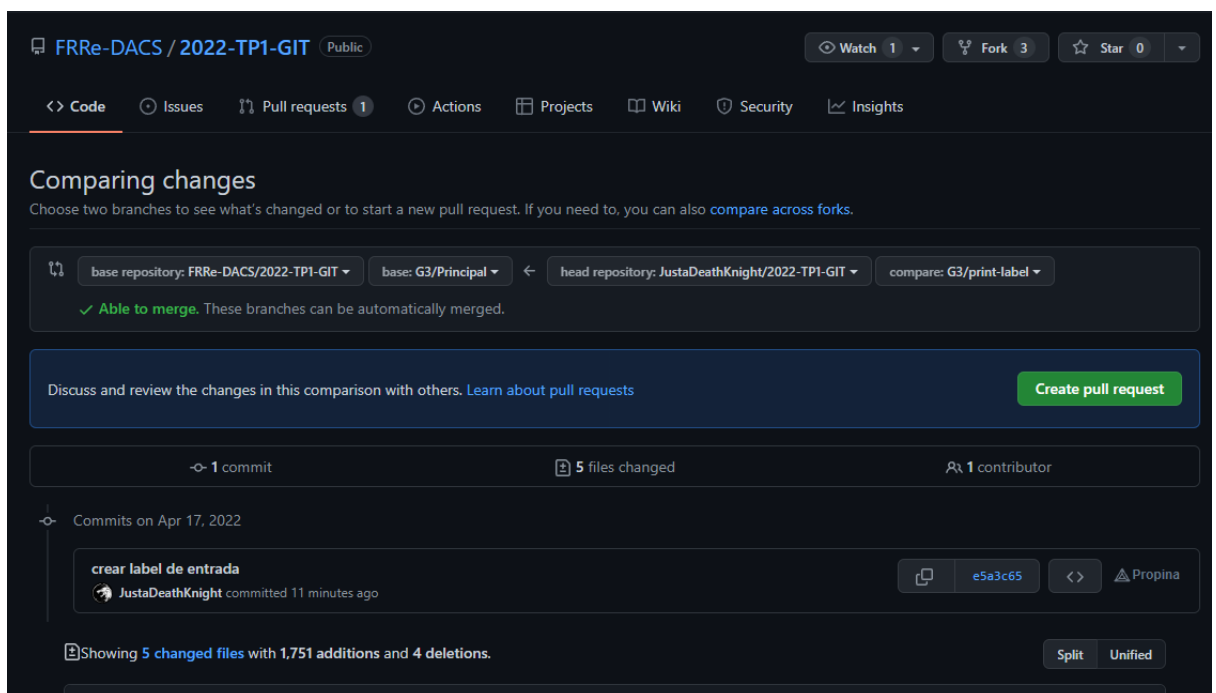 FRRe-DACS / 2022-TP1-GIT Public
Watch 1 Fork 3 Star 0
<> Code Issues Pull requests 1 Actions Projects Wiki Security Insights
Comparing changes
Choose two branches to see what's changed or to start a new pull request. If you need to, you can also compare across forks.
base repository: FRRe-DACS/2022-TP1-GIT base: G3/Principal ← head repository: JustaDeathKnight/2022-TP1-GIT compare: G3/print-label
✓ Able to merge. These branches can be automatically merged.
Discuss and review the changes in this comparison with others. Learn about pull requests
Create pull request
1 commit 5 files changed 1 contributor
Commits on Apr 17, 2022
crear label de entrada
e5a3c65 <> Propina
JustaDeathKnight committed 11 minutes ago
Showing 5 changed files with 1,751 additions and 4 deletions.
Split Unified